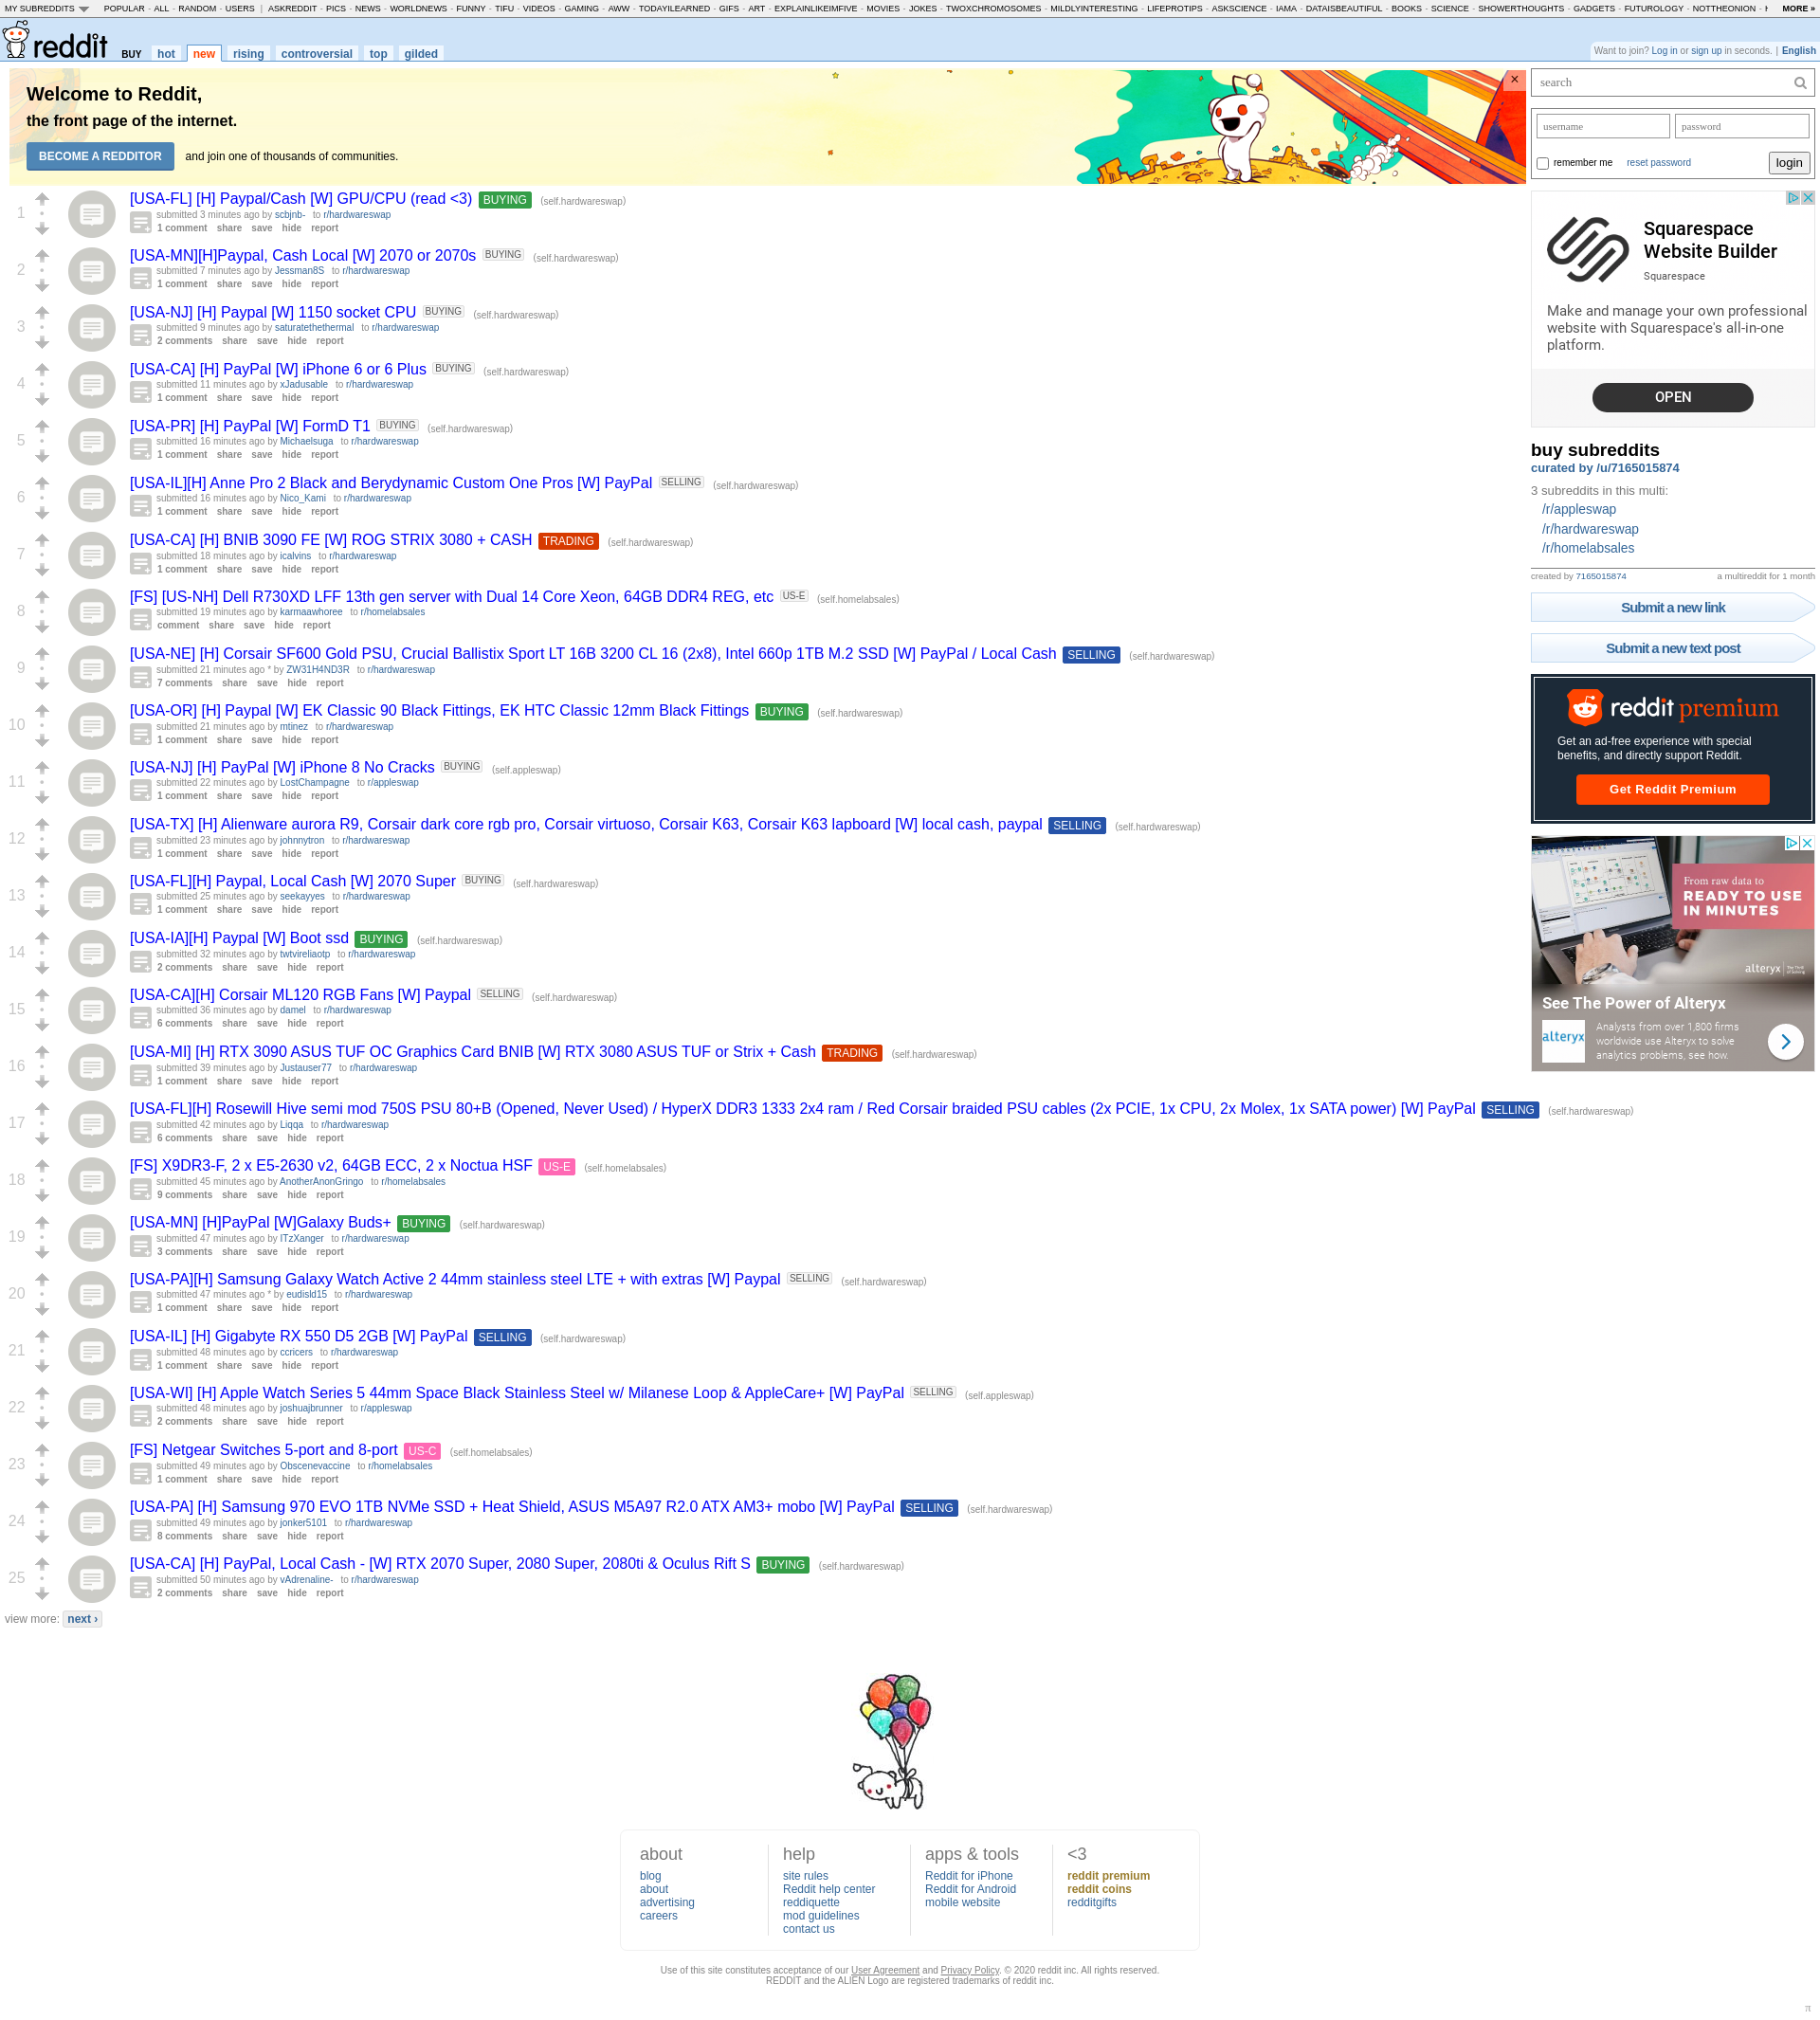 MY SUBREDDITS POPULAR - ALL - RANDOM - USERS | ASKREDDIT - PICS - NEWS - WORLDNEWS - FUNNY - TIFU - VIDEOS - GAMING - AWW - TODAYILEARNED - GIFS - ART - EXPLAINLIKEIMFIVE - MOVIES - JOKES - TWOXCHROMOSOMES - MILDLYINTERESTING - LIFEPROTIPS - ASKSCIENCE - IAMA - DATAISBEAUTIFUL - BOOKS - SCIENCE - SHOWERTHOUGHTS - GADGETS - FUTUROLOGY - NOTTHEONION - MORE »
reddit BUY hot new rising controversial top gilded
Want to join? Log in or sign up in seconds. | English
Welcome to Reddit,
the front page of the internet.
BECOME A REDDITOR and join one of thousands of communities.
×
1
[USA-FL] [H] Paypal/Cash [W] GPU/CPU (read <3) BUYING (self.hardwareswap)
submitted 3 minutes ago by scbjnb- to r/hardwareswap
1 comment share save hide report
2
[USA-MN][H]Paypal, Cash Local [W] 2070 or 2070s BUYING (self.hardwareswap)
submitted 7 minutes ago by Jessman8S to r/hardwareswap
1 comment share save hide report
3
[USA-NJ] [H] Paypal [W] 1150 socket CPU BUYING (self.hardwareswap)
submitted 9 minutes ago by saturatethethermal to r/hardwareswap
2 comments share save hide report
4
[USA-CA] [H] PayPal [W] iPhone 6 or 6 Plus BUYING (self.hardwareswap)
submitted 11 minutes ago by xJadusable to r/hardwareswap
1 comment share save hide report
5
[USA-PR] [H] PayPal [W] FormD T1 BUYING (self.hardwareswap)
submitted 16 minutes ago by Michaelsuga to r/hardwareswap
1 comment share save hide report
6
[USA-IL][H] Anne Pro 2 Black and Berydynamic Custom One Pros [W] PayPal SELLING (self.hardwareswap)
submitted 16 minutes ago by Nico_Kami to r/hardwareswap
1 comment share save hide report
7
[USA-CA] [H] BNIB 3090 FE [W] ROG STRIX 3080 + CASH TRADING (self.hardwareswap)
submitted 18 minutes ago by icalvins to r/hardwareswap
1 comment share save hide report
8
[FS] [US-NH] Dell R730XD LFF 13th gen server with Dual 14 Core Xeon, 64GB DDR4 REG, etc US-E (self.homelabsales)
submitted 19 minutes ago by karmaawhoree to r/homelabsales
comment share save hide report
9
[USA-NE] [H] Corsair SF600 Gold PSU, Crucial Ballistix Sport LT 16B 3200 CL 16 (2x8), Intel 660p 1TB M.2 SSD [W] PayPal / Local Cash SELLING (self.hardwareswap)
submitted 21 minutes ago * by ZW31H4ND3R to r/hardwareswap
7 comments share save hide report
10
[USA-OR] [H] Paypal [W] EK Classic 90 Black Fittings, EK HTC Classic 12mm Black Fittings BUYING (self.hardwareswap)
submitted 21 minutes ago by mtinez to r/hardwareswap
1 comment share save hide report
11
[USA-NJ] [H] PayPal [W] iPhone 8 No Cracks BUYING (self.appleswap)
submitted 22 minutes ago by LostChampagne to r/appleswap
1 comment share save hide report
12
[USA-TX] [H] Alienware aurora R9, Corsair dark core rgb pro, Corsair virtuoso, Corsair K63, Corsair K63 lapboard [W] local cash, paypal SELLING (self.hardwareswap)
submitted 23 minutes ago by johnnytron to r/hardwareswap
1 comment share save hide report
13
[USA-FL][H] Paypal, Local Cash [W] 2070 Super BUYING (self.hardwareswap)
submitted 25 minutes ago by seekayyes to r/hardwareswap
1 comment share save hide report
14
[USA-IA][H] Paypal [W] Boot ssd BUYING (self.hardwareswap)
submitted 32 minutes ago by twtvireliaotp to r/hardwareswap
2 comments share save hide report
15
[USA-CA][H] Corsair ML120 RGB Fans [W] Paypal SELLING (self.hardwareswap)
submitted 36 minutes ago by damel to r/hardwareswap
6 comments share save hide report
16
[USA-MI] [H] RTX 3090 ASUS TUF OC Graphics Card BNIB [W] RTX 3080 ASUS TUF or Strix + Cash TRADING (self.hardwareswap)
submitted 39 minutes ago by Justauser77 to r/hardwareswap
1 comment share save hide report
17
[USA-FL][H] Rosewill Hive semi mod 750S PSU 80+B (Opened, Never Used) / HyperX DDR3 1333 2x4 ram / Red Corsair braided PSU cables (2x PCIE, 1x CPU, 2x Molex, 1x SATA power) [W] PayPal SELLING (self.hardwareswap)
submitted 42 minutes ago by Liqqa to r/hardwareswap
6 comments share save hide report
18
[FS] X9DR3-F, 2 x E5-2630 v2, 64GB ECC, 2 x Noctua HSF US-E (self.homelabsales)
submitted 45 minutes ago by AnotherAnonGringo to r/homelabsales
9 comments share save hide report
19
[USA-MN] [H]PayPal [W]Galaxy Buds+ BUYING (self.hardwareswap)
submitted 47 minutes ago by ITzXanger to r/hardwareswap
3 comments share save hide report
20
[USA-PA][H] Samsung Galaxy Watch Active 2 44mm stainless steel LTE + with extras [W] Paypal SELLING (self.hardwareswap)
submitted 47 minutes ago * by eudisld15 to r/hardwareswap
1 comment share save hide report
21
[USA-IL] [H] Gigabyte RX 550 D5 2GB [W] PayPal SELLING (self.hardwareswap)
submitted 48 minutes ago by ccricers to r/hardwareswap
1 comment share save hide report
22
[USA-WI] [H] Apple Watch Series 5 44mm Space Black Stainless Steel w/ Milanese Loop & AppleCare+ [W] PayPal SELLING (self.appleswap)
submitted 48 minutes ago by joshuajbrunner to r/appleswap
2 comments share save hide report
23
[FS] Netgear Switches 5-port and 8-port US-C (self.homelabsales)
submitted 49 minutes ago by Obscenevaccine to r/homelabsales
1 comment share save hide report
24
[USA-PA] [H] Samsung 970 EVO 1TB NVMe SSD + Heat Shield, ASUS M5A97 R2.0 ATX AM3+ mobo [W] PayPal SELLING (self.hardwareswap)
submitted 49 minutes ago by jonker5101 to r/hardwareswap
8 comments share save hide report
25
[USA-CA] [H] PayPal, Local Cash - [W] RTX 2070 Super, 2080 Super, 2080ti & Oculus Rift S BUYING (self.hardwareswap)
submitted 50 minutes ago by vAdrenaline- to r/hardwareswap
2 comments share save hide report
view more: next ›
search
username password
remember me reset password login
Squarespace
Website Builder
Squarespace
Make and manage your own professional
website with Squarespace's all-in-one
platform.
OPEN
buy subreddits
curated by /u/7165015874
3 subreddits in this multi:
/r/appleswap
/r/hardwareswap
/r/homelabsales
created by 7165015874 a multireddit for 1 month
Submit a new link
Submit a new text post
reddit premium
Get an ad-free experience with special
benefits, and directly support Reddit.
Get Reddit Premium
From raw data to
READY TO USE
IN MINUTES
alteryx
See The Power of Alteryx
alteryx
Analysts from over 1,800 firms
worldwide use Alteryx to solve
analytics problems, see how.
about
blog
about
advertising
careers
help
site rules
Reddit help center
reddiquette
mod guidelines
contact us
apps & tools
Reddit for iPhone
Reddit for Android
mobile website
<3
reddit premium
reddit coins
redditgifts
Use of this site constitutes acceptance of our User Agreement and Privacy Policy. © 2020 reddit inc. All rights reserved.
REDDIT and the ALIEN Logo are registered trademarks of reddit inc.
π